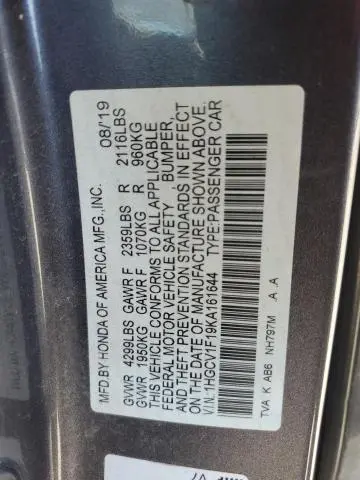 MFD.BY HONDA OF AMERICA MFG.,INC. 08/19
GVWR 4299LBS GAWR F 2359LBS R 2116LBS
GVWR 1950KG GAWR F 1070KG R 960KG
THIS VEHICLE CONFORMS TO ALL APPLICABLE
FEDERAL MOTOR VEHICLE SAFETY , BUMPER,
AND THEFT PREVENTION STANDARDS IN EFFECT
ON THE DATE OF MANUFACTURE SHOWN ABOVE.
V.I.N.:1HGCV1F19KA161644 TYPE:PASSENGER CAR
TVA K AB6 NH797M A .A